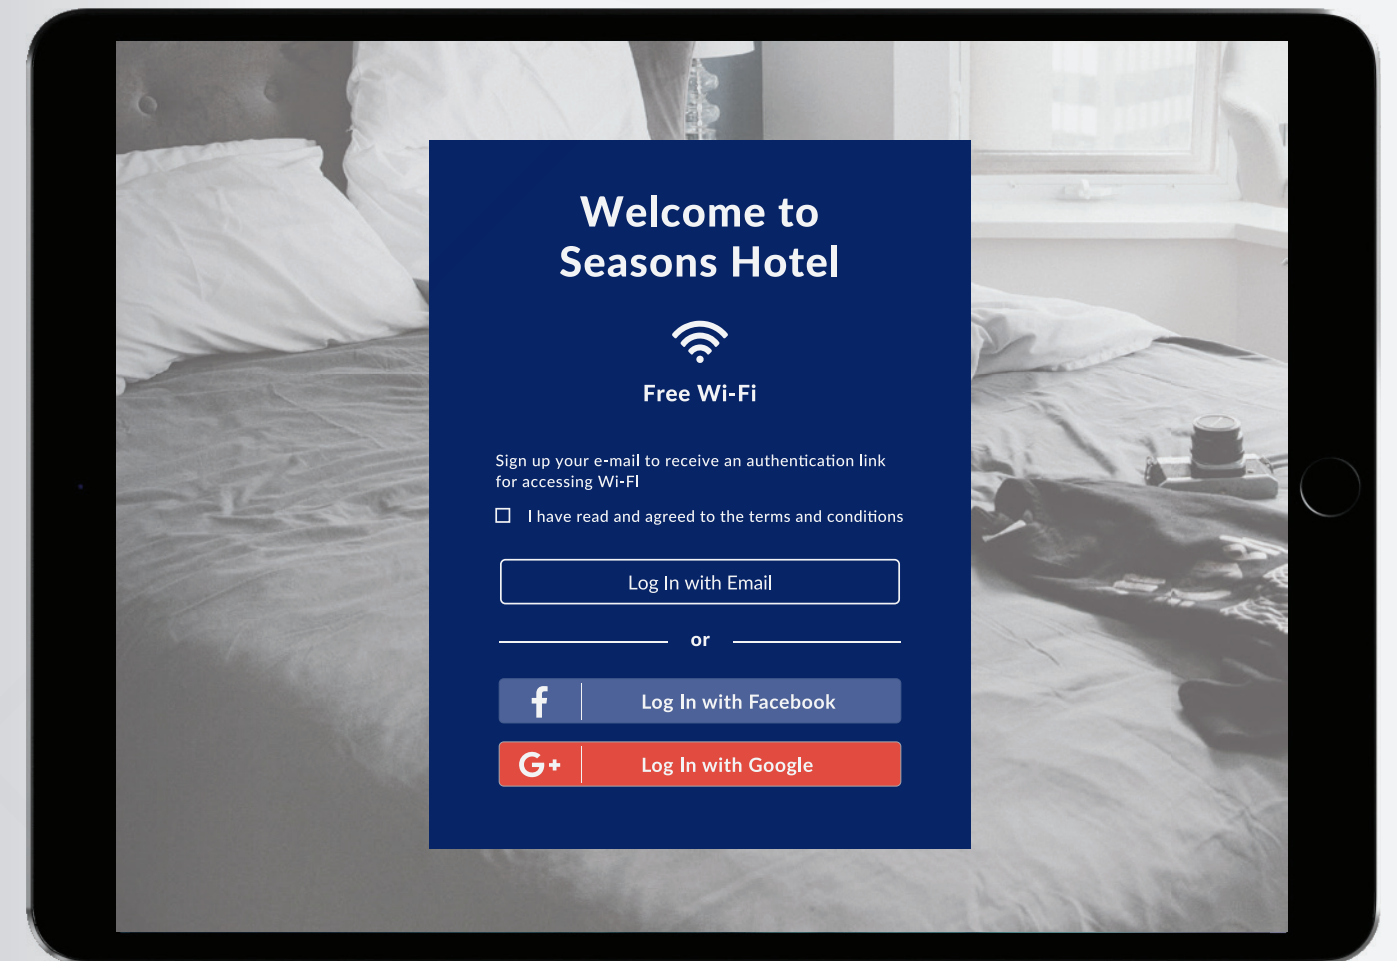 Welcome to
Seasons Hotel
Free Wi-Fi
Sign up your e-mail to receive an authentication link
for accessing Wi-FI
I have read and agreed to the terms and conditions
Log In with Email
or
f Log In with Facebook
G+ Log In with Google